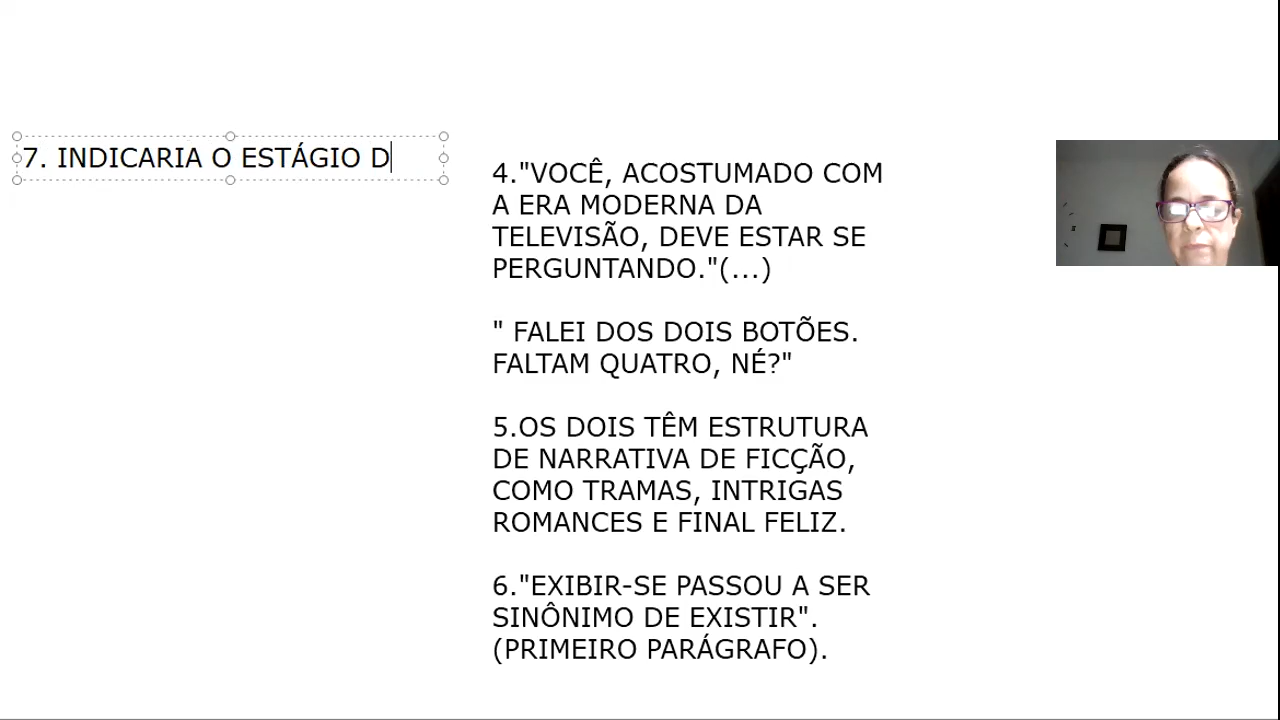 7. INDICARIA O ESTÁGIO D
4."VOCÊ, ACOSTUMADO COM
A ERA MODERNA DA
TELEVISÃO, DEVE ESTAR SE
PERGUNTANDO."(...)
" FALEI DOS DOIS BOTÕES.
FALTAM QUATRO, NÉ?"
5.OS DOIS TÊM ESTRUTURA
DE NARRATIVA DE FICÇÃO,
COMO TRAMAS, INTRIGAS
ROMANCES E FINAL FELIZ.
6."EXIBIR-SE PASSOU A SER
SINÔNIMO DE EXISTIR".
(PRIMEIRO PARÁGRAFO).